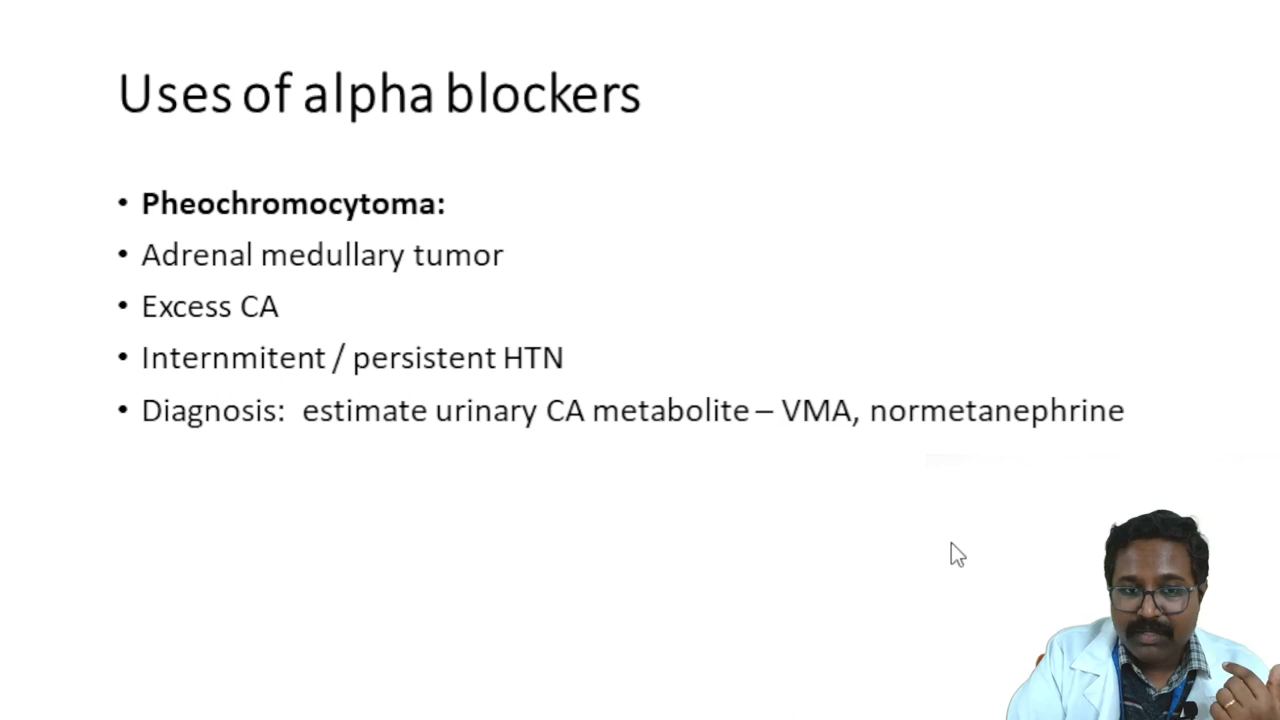 Uses of alpha blockers
• Pheochromocytoma:
• Adrenal medullary tumor
• Excess CA
• Internmitent / persistent HTN
• Diagnosis: estimate urinary CA metabolite – VMA, normetanephrine